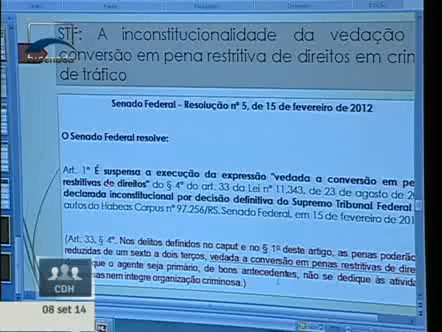 STF: A inconstitucionalidade da vedação
conversão em pena restritiva de direitos em crim
de tráfico
Senado Federal - Resolução nº 5, de 15 de fevereiro de 2012
O Senado Federal resolve:
Art. 1º É suspensa a execução da expressão "vedada a conversão em pe
restritivas de direitos" do § 4º do art. 33 da Lei nº 11.343, de 23 de agosto de 20
declarada inconstitucional por decisão definitiva do Supremo Tribunal Federal
autos do Habeas Corpus nº 97.256/RS. Senado Federal, em 15 de fevereiro de 201
(Art. 33, § 4º. Nos delitos definidos no caput e no § 1º deste artigo, as penas poderão
reduzidas de um sexto a dois terços, vedada a conversão em penas restritivas de dire
que o agente seja primário, de bons antecedentes, não se dedique às ativida
nem integre organização criminosa.)
CDH
08 set 14